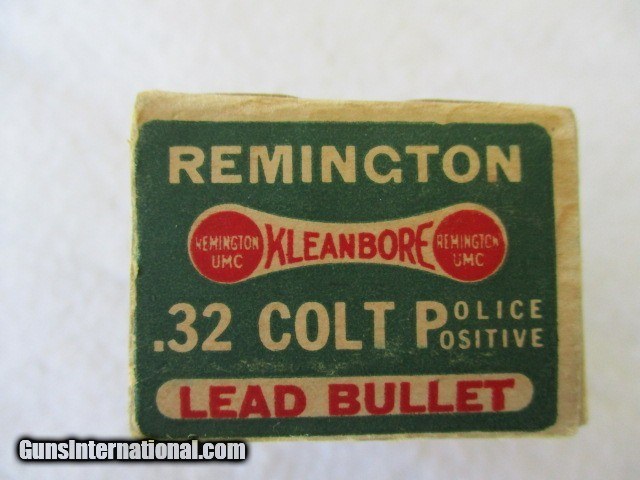 REMINGTON
REMINGTON UMC KLEANBORE REMINGTON UMC
.32 COLT POLICE POSITIVE
LEAD BULLET
GunsInternational.com